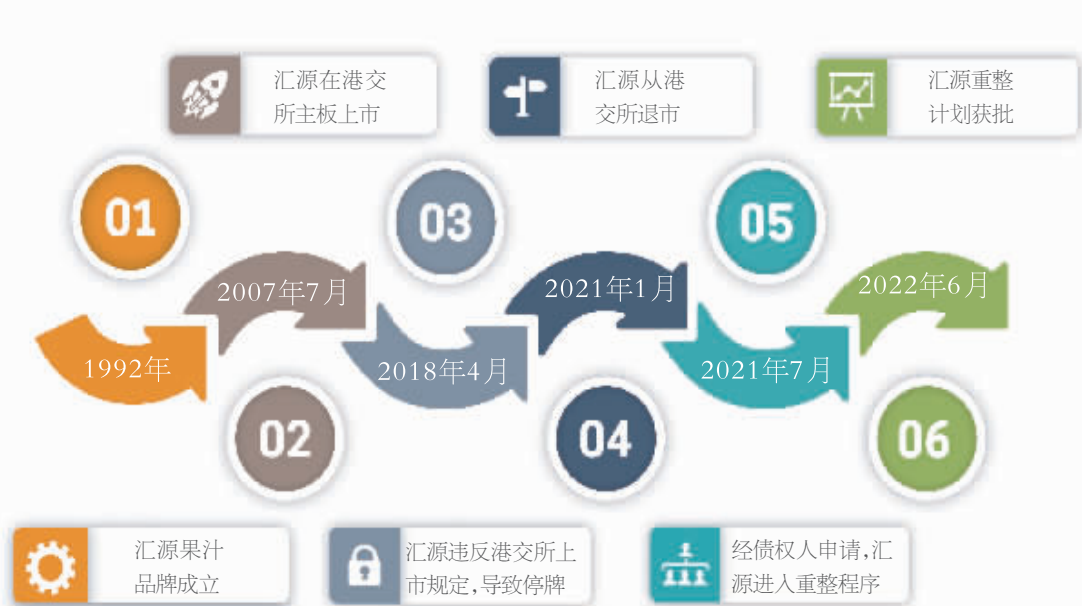 汇源在港交
所主板上市
汇源从港
交所退市
汇源重整
计划获批
01
03
05
2007年7月
2021年1月
2022年6月
1992年
2018年4月
2021年7月
02
04
06
汇源果汁
品牌成立
汇源违反港交所上
市规定,导致停牌
经债权人申请,汇
源进入重整程序